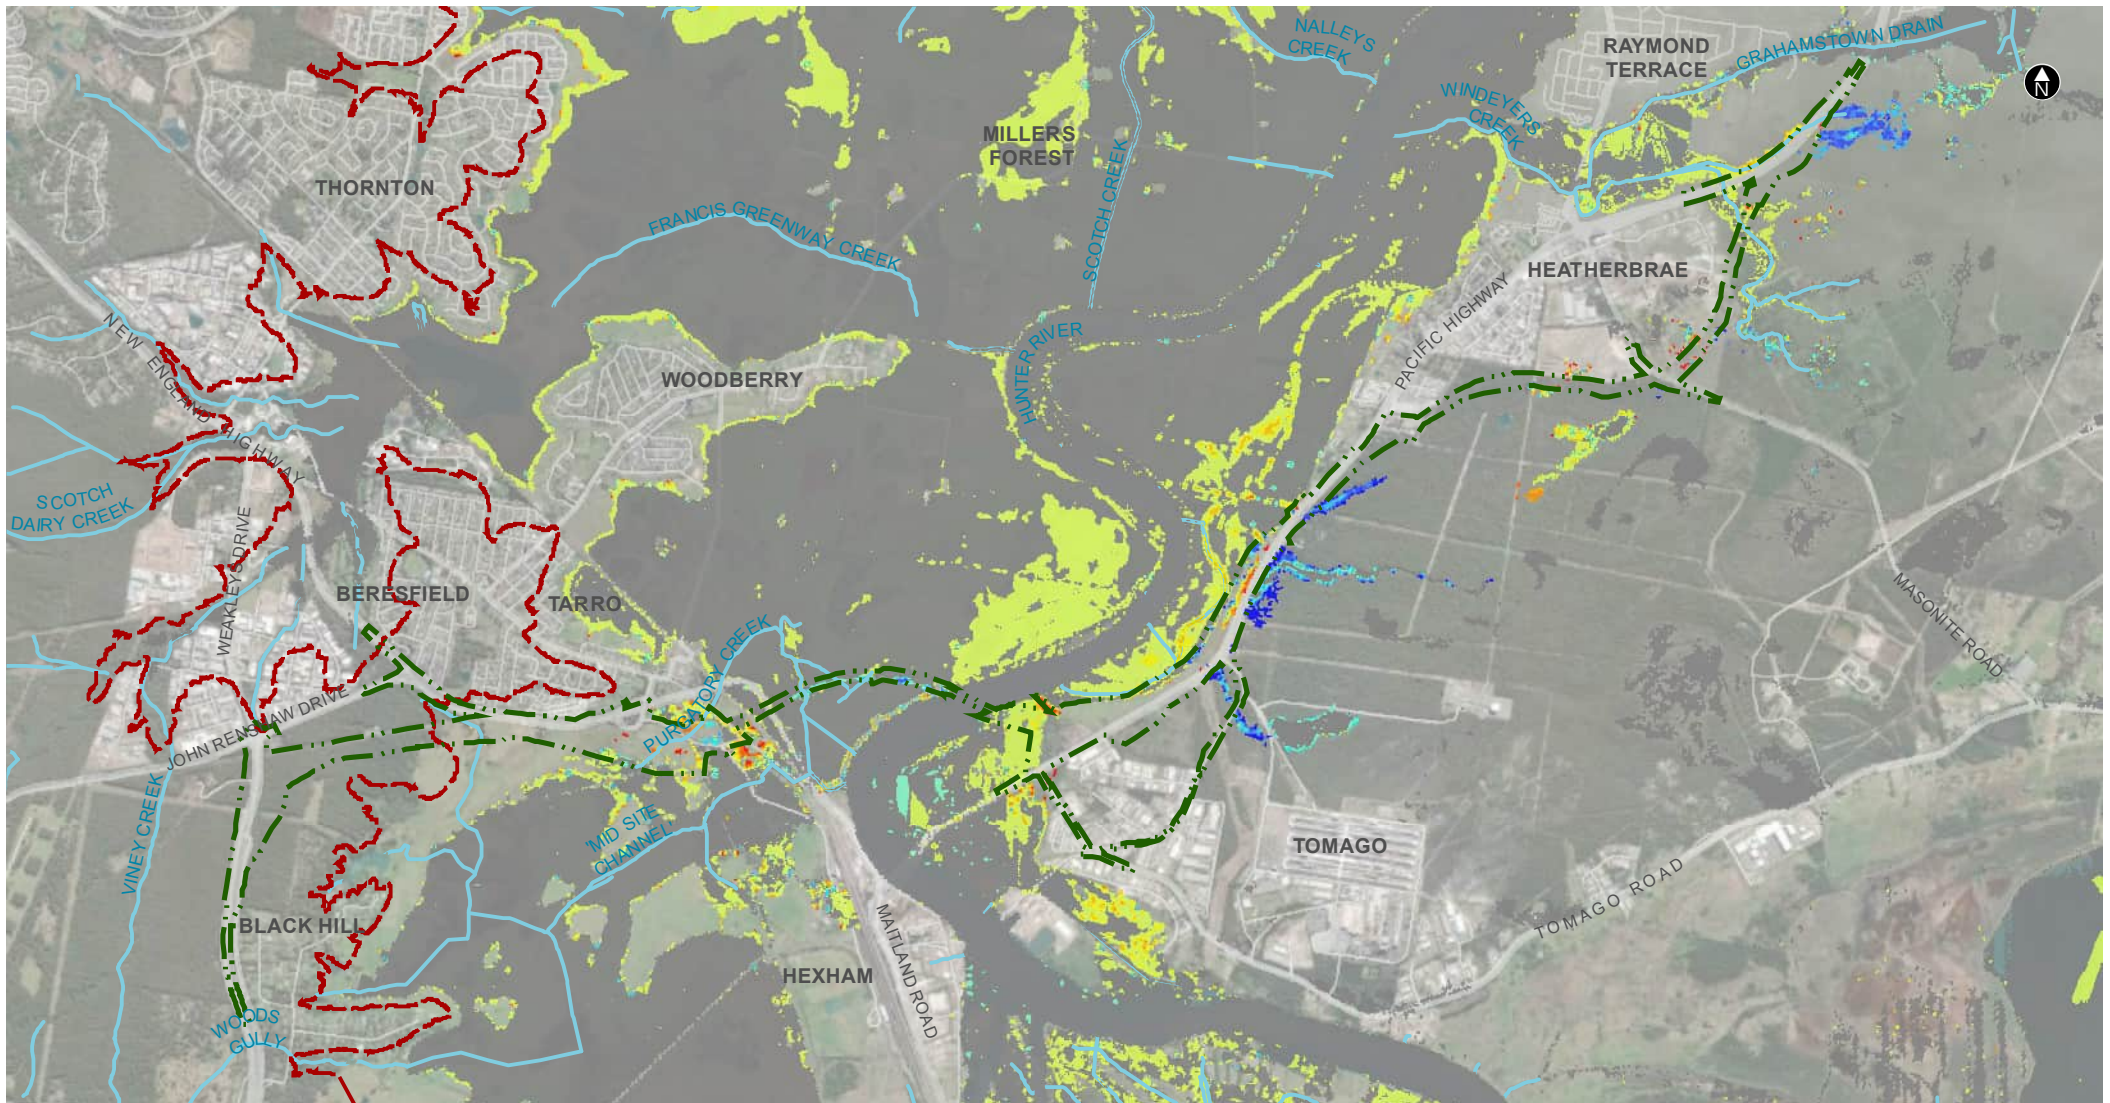 NALLEYS
CREEK
RAYMOND
TERRACE
GRAHAMSTOWN DRAIN
N
WINDEYERS
CREEK
MILLERS
FOREST
THORNTON
SCOTCH CREEK
FRANCIS GREENWAY CREEK
HEATHERBRAE
NEW ENGLAND HIGHWAY
HUNTER RIVER
PACIFIC HIGHWAY
WOODBERRY
SCOTCH
DAIRY CREEK
WEAKLEYS DRIVE
BERESFIELD
TARRO
MASONITE ROAD
PURGATORY CREEK
JOHN RENSHAW DRIVE
VINEY CREEK
'MID SITE
CHANNEL'
TOMAGO
TOMAGO ROAD
BLACK HILL
MAITLAND ROAD
HEXHAM
WOODS
GULLY